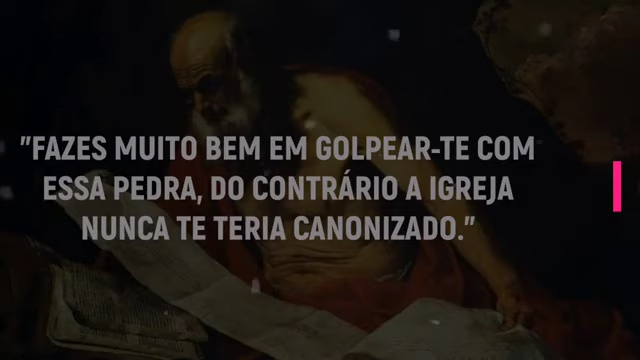 "FAZES MUITO BEM EM GOLPEAR-TE COM
ESSA PEDRA, DO CONTRÁRIO A IGREJA
NUNCA TE TERIA CANONIZADO."